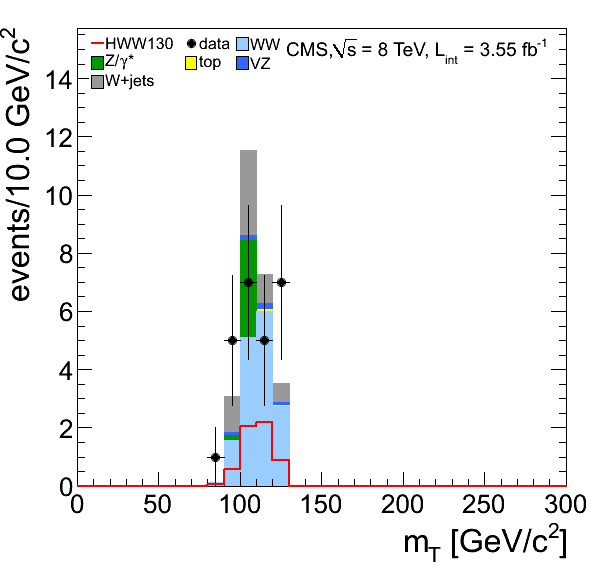 HWW130 data WW CMS,√s = 8 TeV, L_int = 3.55 fb⁻¹
Z/γ* top VZ
W+jets
events/10.0 GeV/c²
14
12
10
8
6
4
2
0
0 50 100 150 200 250 300
m_T [GeV/c²]